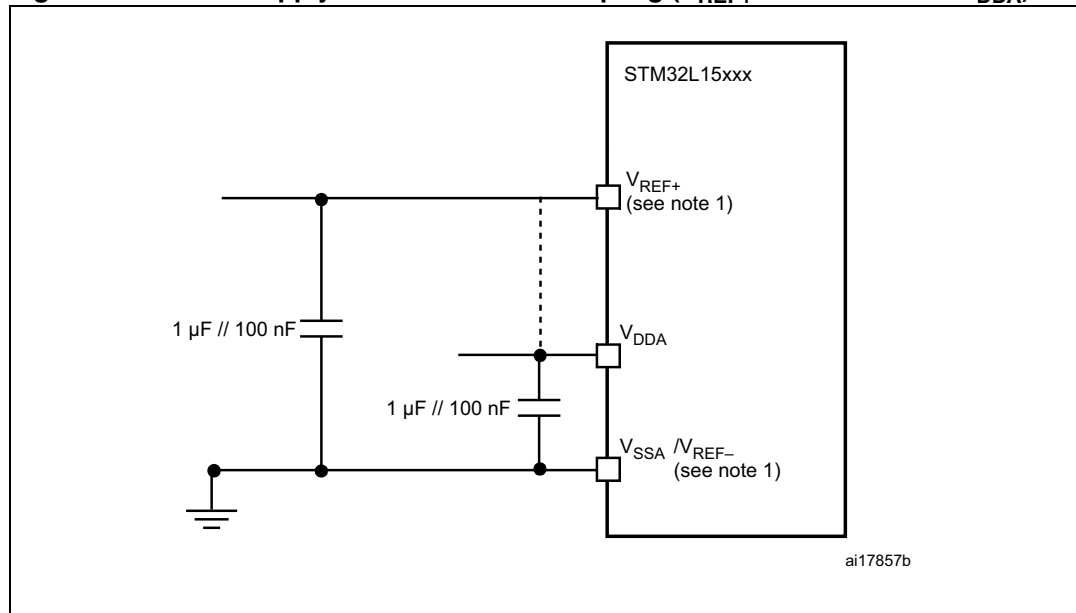 STM32L15xxx
VREF+
(see note 1)
1 µF // 100 nF
VDDA
1 µF // 100 nF
VSSA /VREF–
(see note 1)
ai17857b